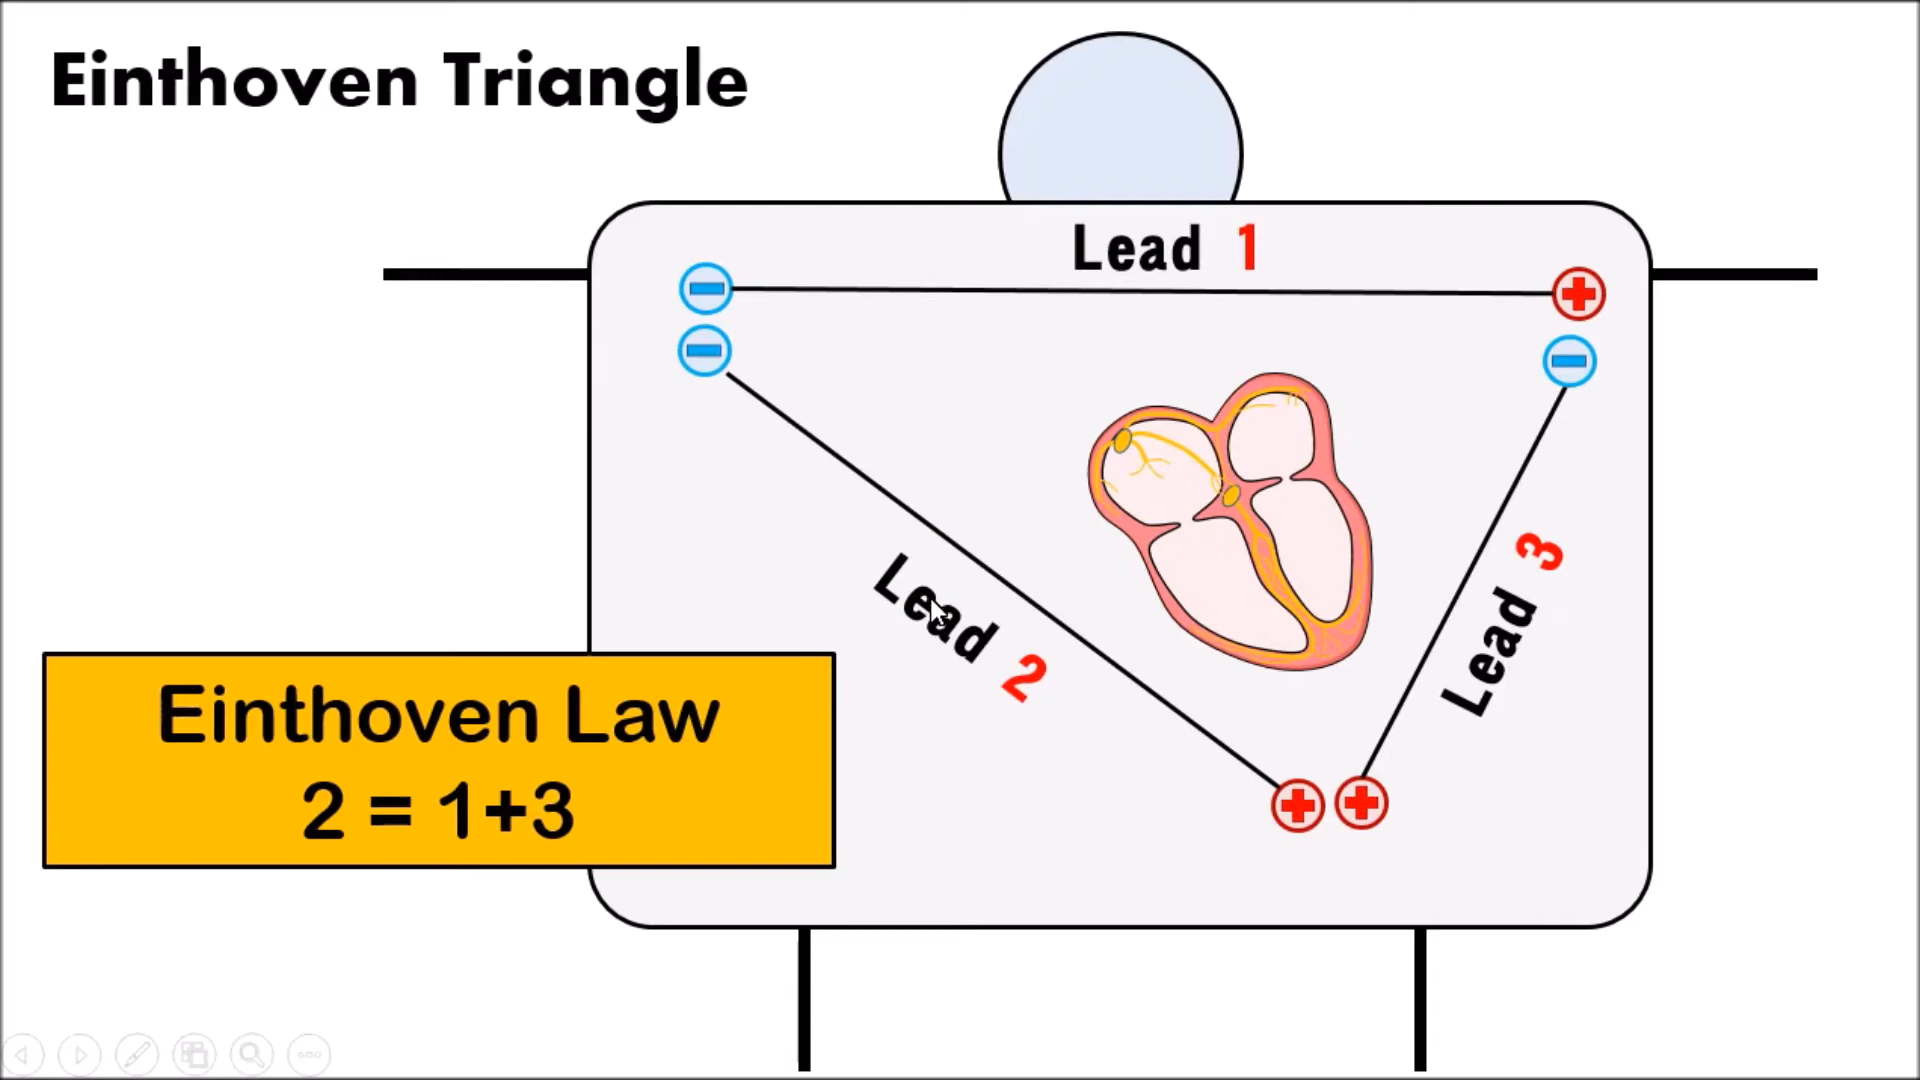 Einthoven Triangle
Lead 1
Lead 2
Lead 3
Einthoven Law
2 = 1+3